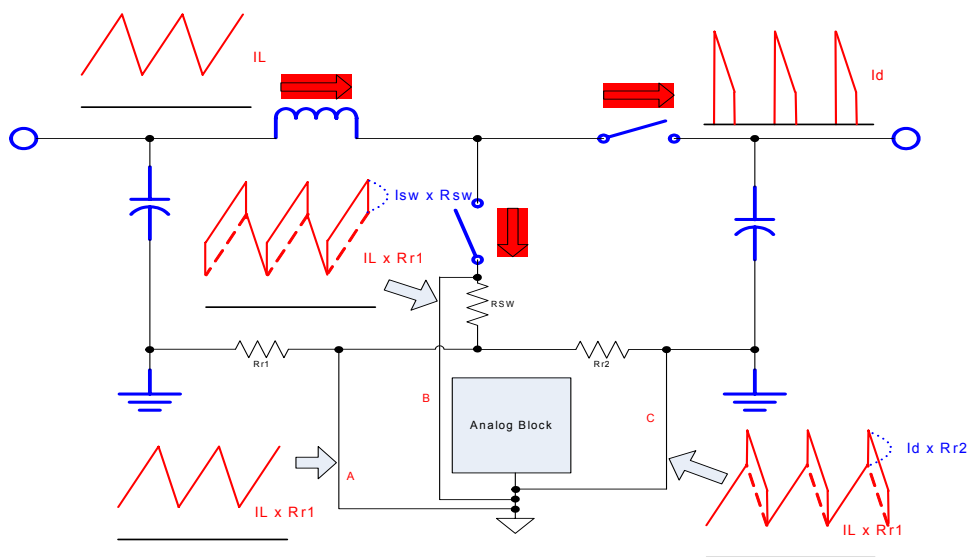 IL
Id
Isw x Rsw
IL x Rr1
RSW
Rr1
Rr2
B
C
Analog Block
A
Id x Rr2
IL x Rr1
IL x Rr1